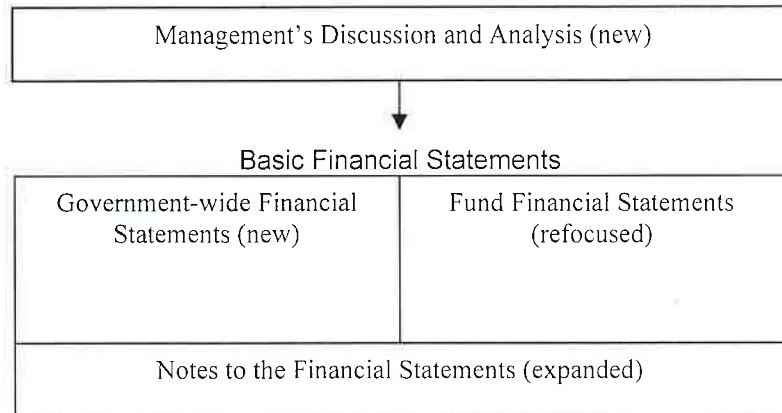 Management’s Discussion and Analysis (new)
Basic Financial Statements
Government-wide Financial
Statements (new)
Fund Financial Statements
(refocused)
Notes to the Financial Statements (expanded)